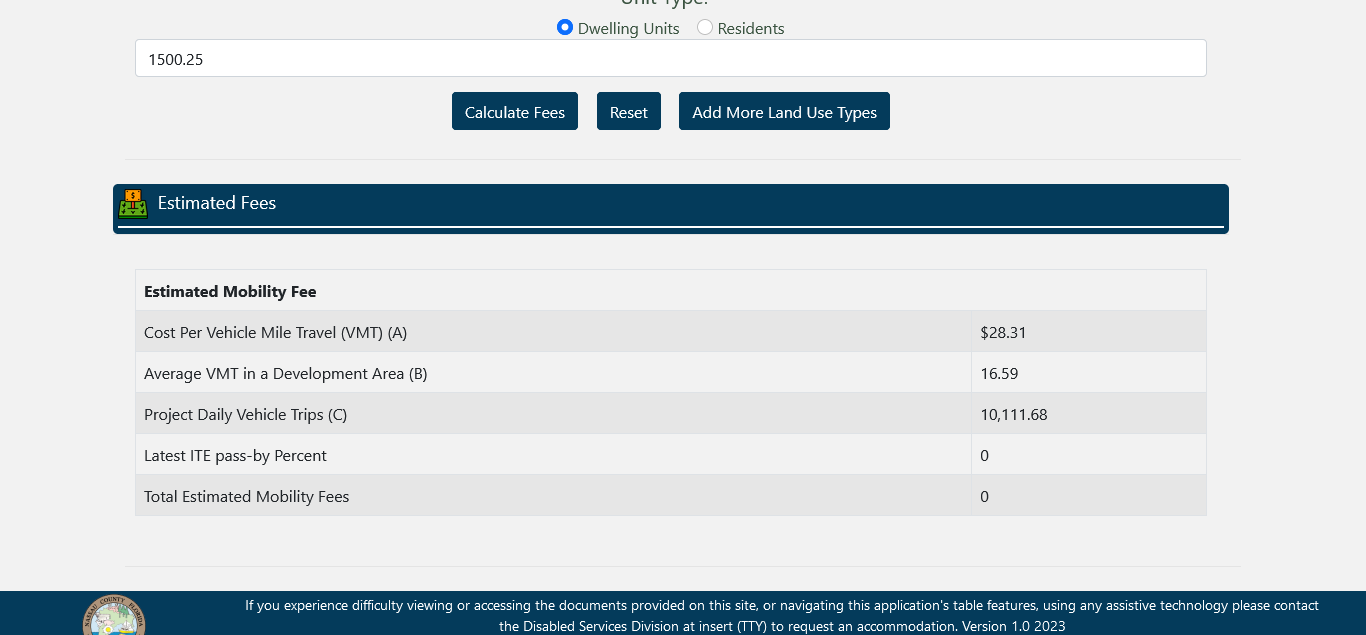 Unit Type:
Dwelling Units Residents
1500.25
Calculate Fees Reset Add More Land Use Types
Estimated Fees
Estimated Mobility Fee
Cost Per Vehicle Mile Travel (VMT) (A) $28.31
Average VMT in a Development Area (B) 16.59
Project Daily Vehicle Trips (C) 10,111.68
Latest ITE pass-by Percent 0
Total Estimated Mobility Fees 0
If you experience difficulty viewing or accessing the documents provided on this site, or navigating this application's table features, using any assistive technology please contact
the Disabled Services Division at insert (TTY) to request an accommodation. Version 1.0 2023
NASSAU COUNTY FLORIDA